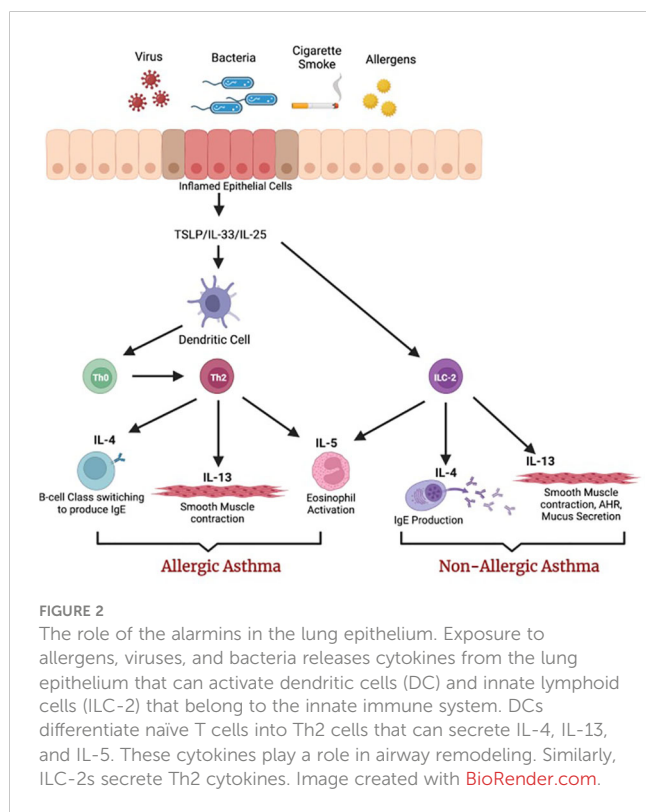 Virus
Bacteria
Cigarette
Smoke
Allergens
Inflamed Epithelial Cells
TSLP/IL-33/IL-25
Dendritic Cell
Th0
Th2
ILC-2
IL-4
B-cell Class switiching
to produce IgE
IL-13
Smooth Muscle
contraction
IL-5
Eosinophil
Activation
IL-4
IgE Production
IL-13
Smooth Muscle
contraction, AHR,
Mucus Secretion
Allergic Asthma
Non-Allergic Asthma
FIGURE 2
The role of the alarmins in the lung epithelium. Exposure to
allergens, viruses, and bacteria releases cytokines from the lung
epithelium that can activate dendritic cells (DC) and innate lymphoid
cells (ILC-2) that belong to the innate immune system. DCs
differentiate naïve T cells into Th2 cells that can secrete IL-4, IL-13,
and IL-5. These cytokines play a role in airway remodeling. Similarly,
ILC-2s secrete Th2 cytokines. Image created with BioRender.com.